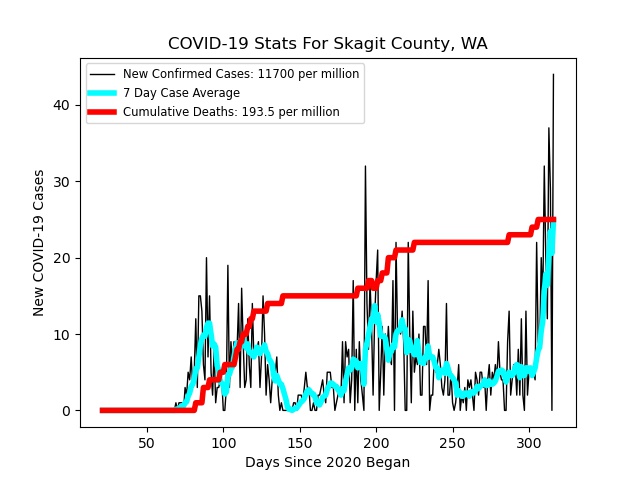 COVID-19 Stats For Skagit County, WA
New Confirmed Cases: 11700 per million
7 Day Case Average
Cumulative Deaths: 193.5 per million
New COVID-19 Cases
40
30
20
10
0
50 100 150 200 250 300
Days Since 2020 Began